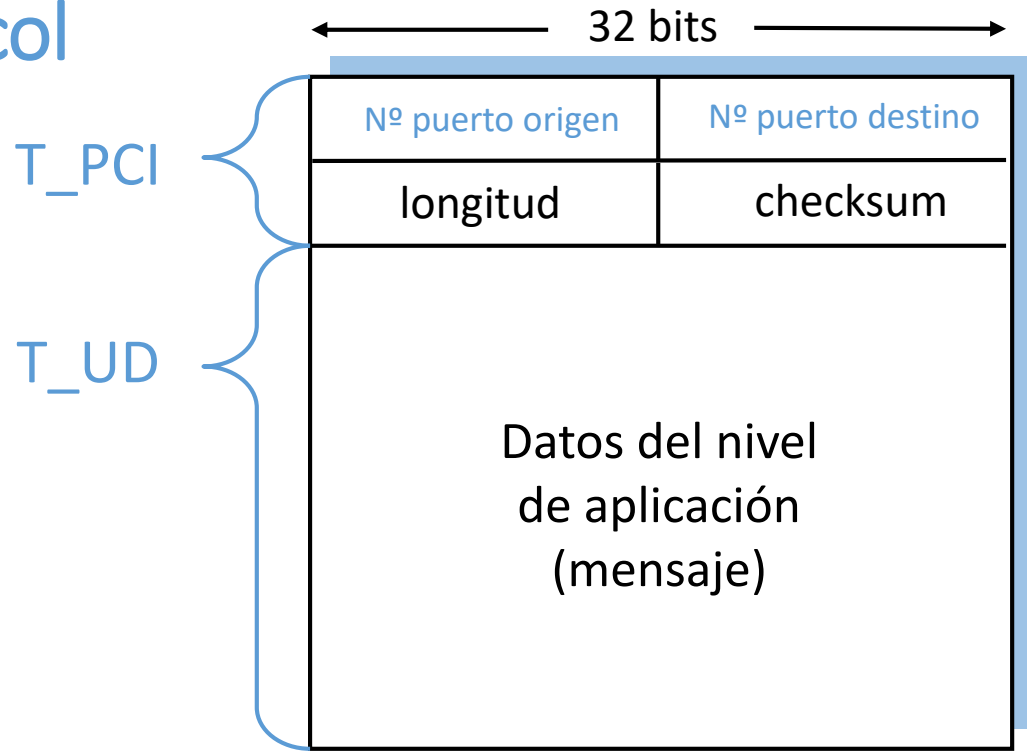 col
32 bits
Nº puerto origen
Nº puerto destino
T_PCI
longitud
checksum
T_UD
Datos del nivel
de aplicación
(mensaje)